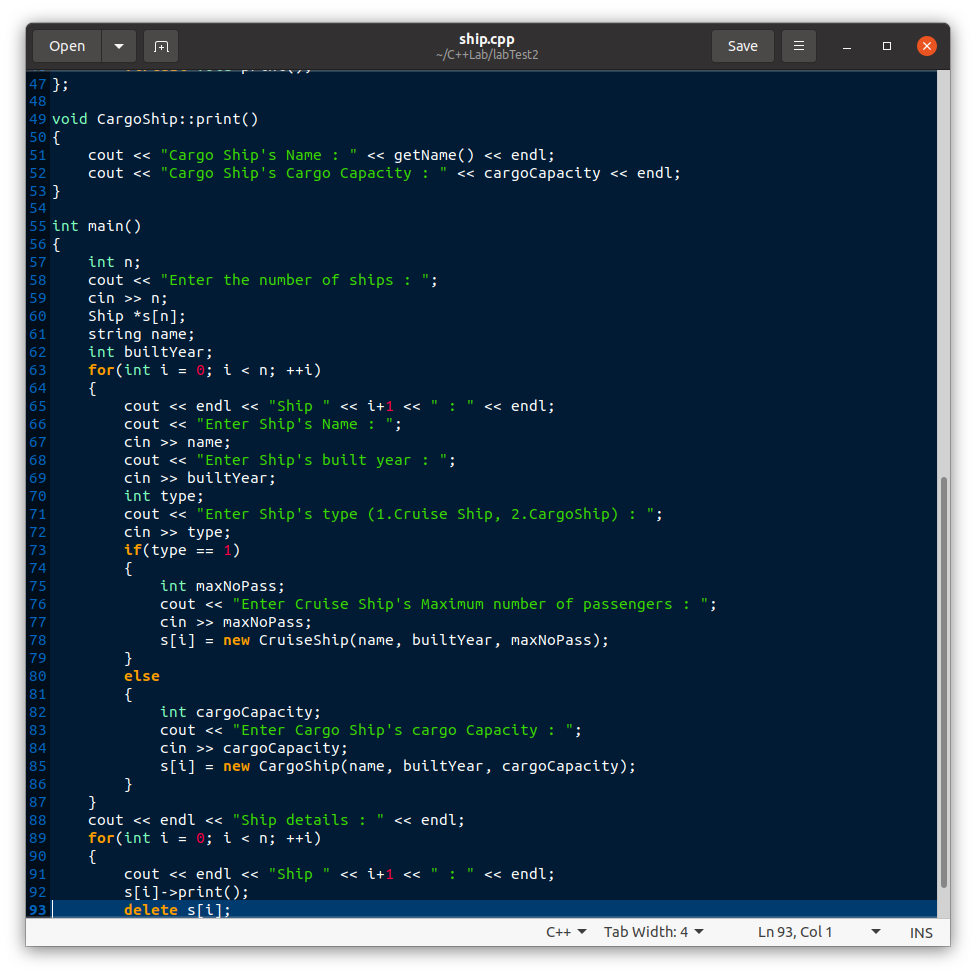 Open
ship.cpp
~/C++Lab/labTest2
Save
47 };
48
49 void CargoShip::print()
50 {
51     cout << "Cargo Ship's Name : " << getName() << endl;
52     cout << "Cargo Ship's Cargo Capacity : " << cargoCapacity << endl;
53 }
54
55 int main()
56 {
57     int n;
58     cout << "Enter the number of ships : ";
59     cin >> n;
60     Ship *s[n];
61     string name;
62     int builtYear;
63     for(int i = 0; i < n; ++i)
64     {
65         cout << endl << "Ship " << i+1 << " : " << endl;
66         cout << "Enter Ship's Name : ";
67         cin >> name;
68         cout << "Enter Ship's built year : ";
69         cin >> builtYear;
70         int type;
71         cout << "Enter Ship's type (1.Cruise Ship, 2.CargoShip) : ";
72         cin >> type;
73         if(type == 1)
74         {
75             int maxNoPass;
76             cout << "Enter Cruise Ship's Maximum number of passengers : ";
77             cin >> maxNoPass;
78             s[i] = new CruiseShip(name, builtYear, maxNoPass);
79         }
80         else
81         {
82             int cargoCapacity;
83             cout << "Enter Cargo Ship's cargo Capacity : ";
84             cin >> cargoCapacity;
85             s[i] = new CargoShip(name, builtYear, cargoCapacity);
86         }
87     }
88     cout << endl << "Ship details : " << endl;
89     for(int i = 0; i < n; ++i)
90     {
91         cout << endl << "Ship " << i+1 << " : " << endl;
92         s[i]->print();
93         delete s[i];
C++ Tab Width: 4 Ln 93, Col 1 INS